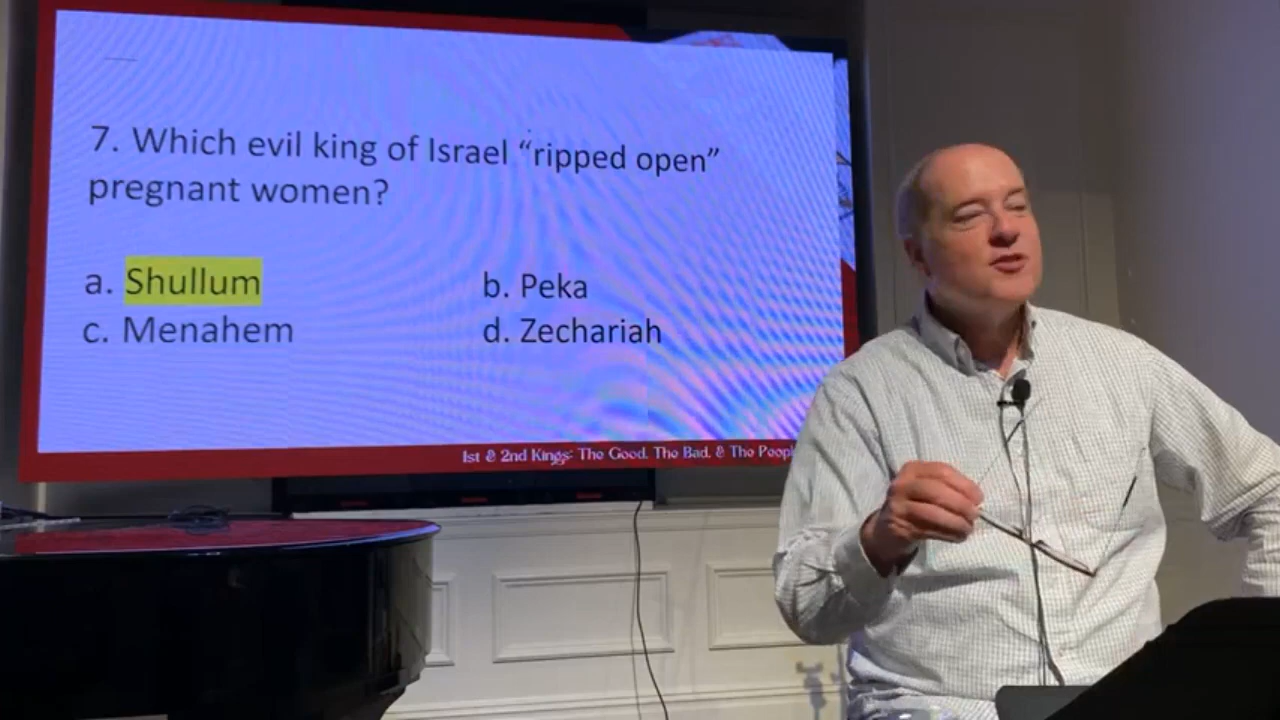 7. Which evil king of Israel “ripped open”
pregnant women?
a. Shullum
b. Peka
c. Menahem
d. Zechariah
1st & 2nd Kings: The Good, The Bad, & The